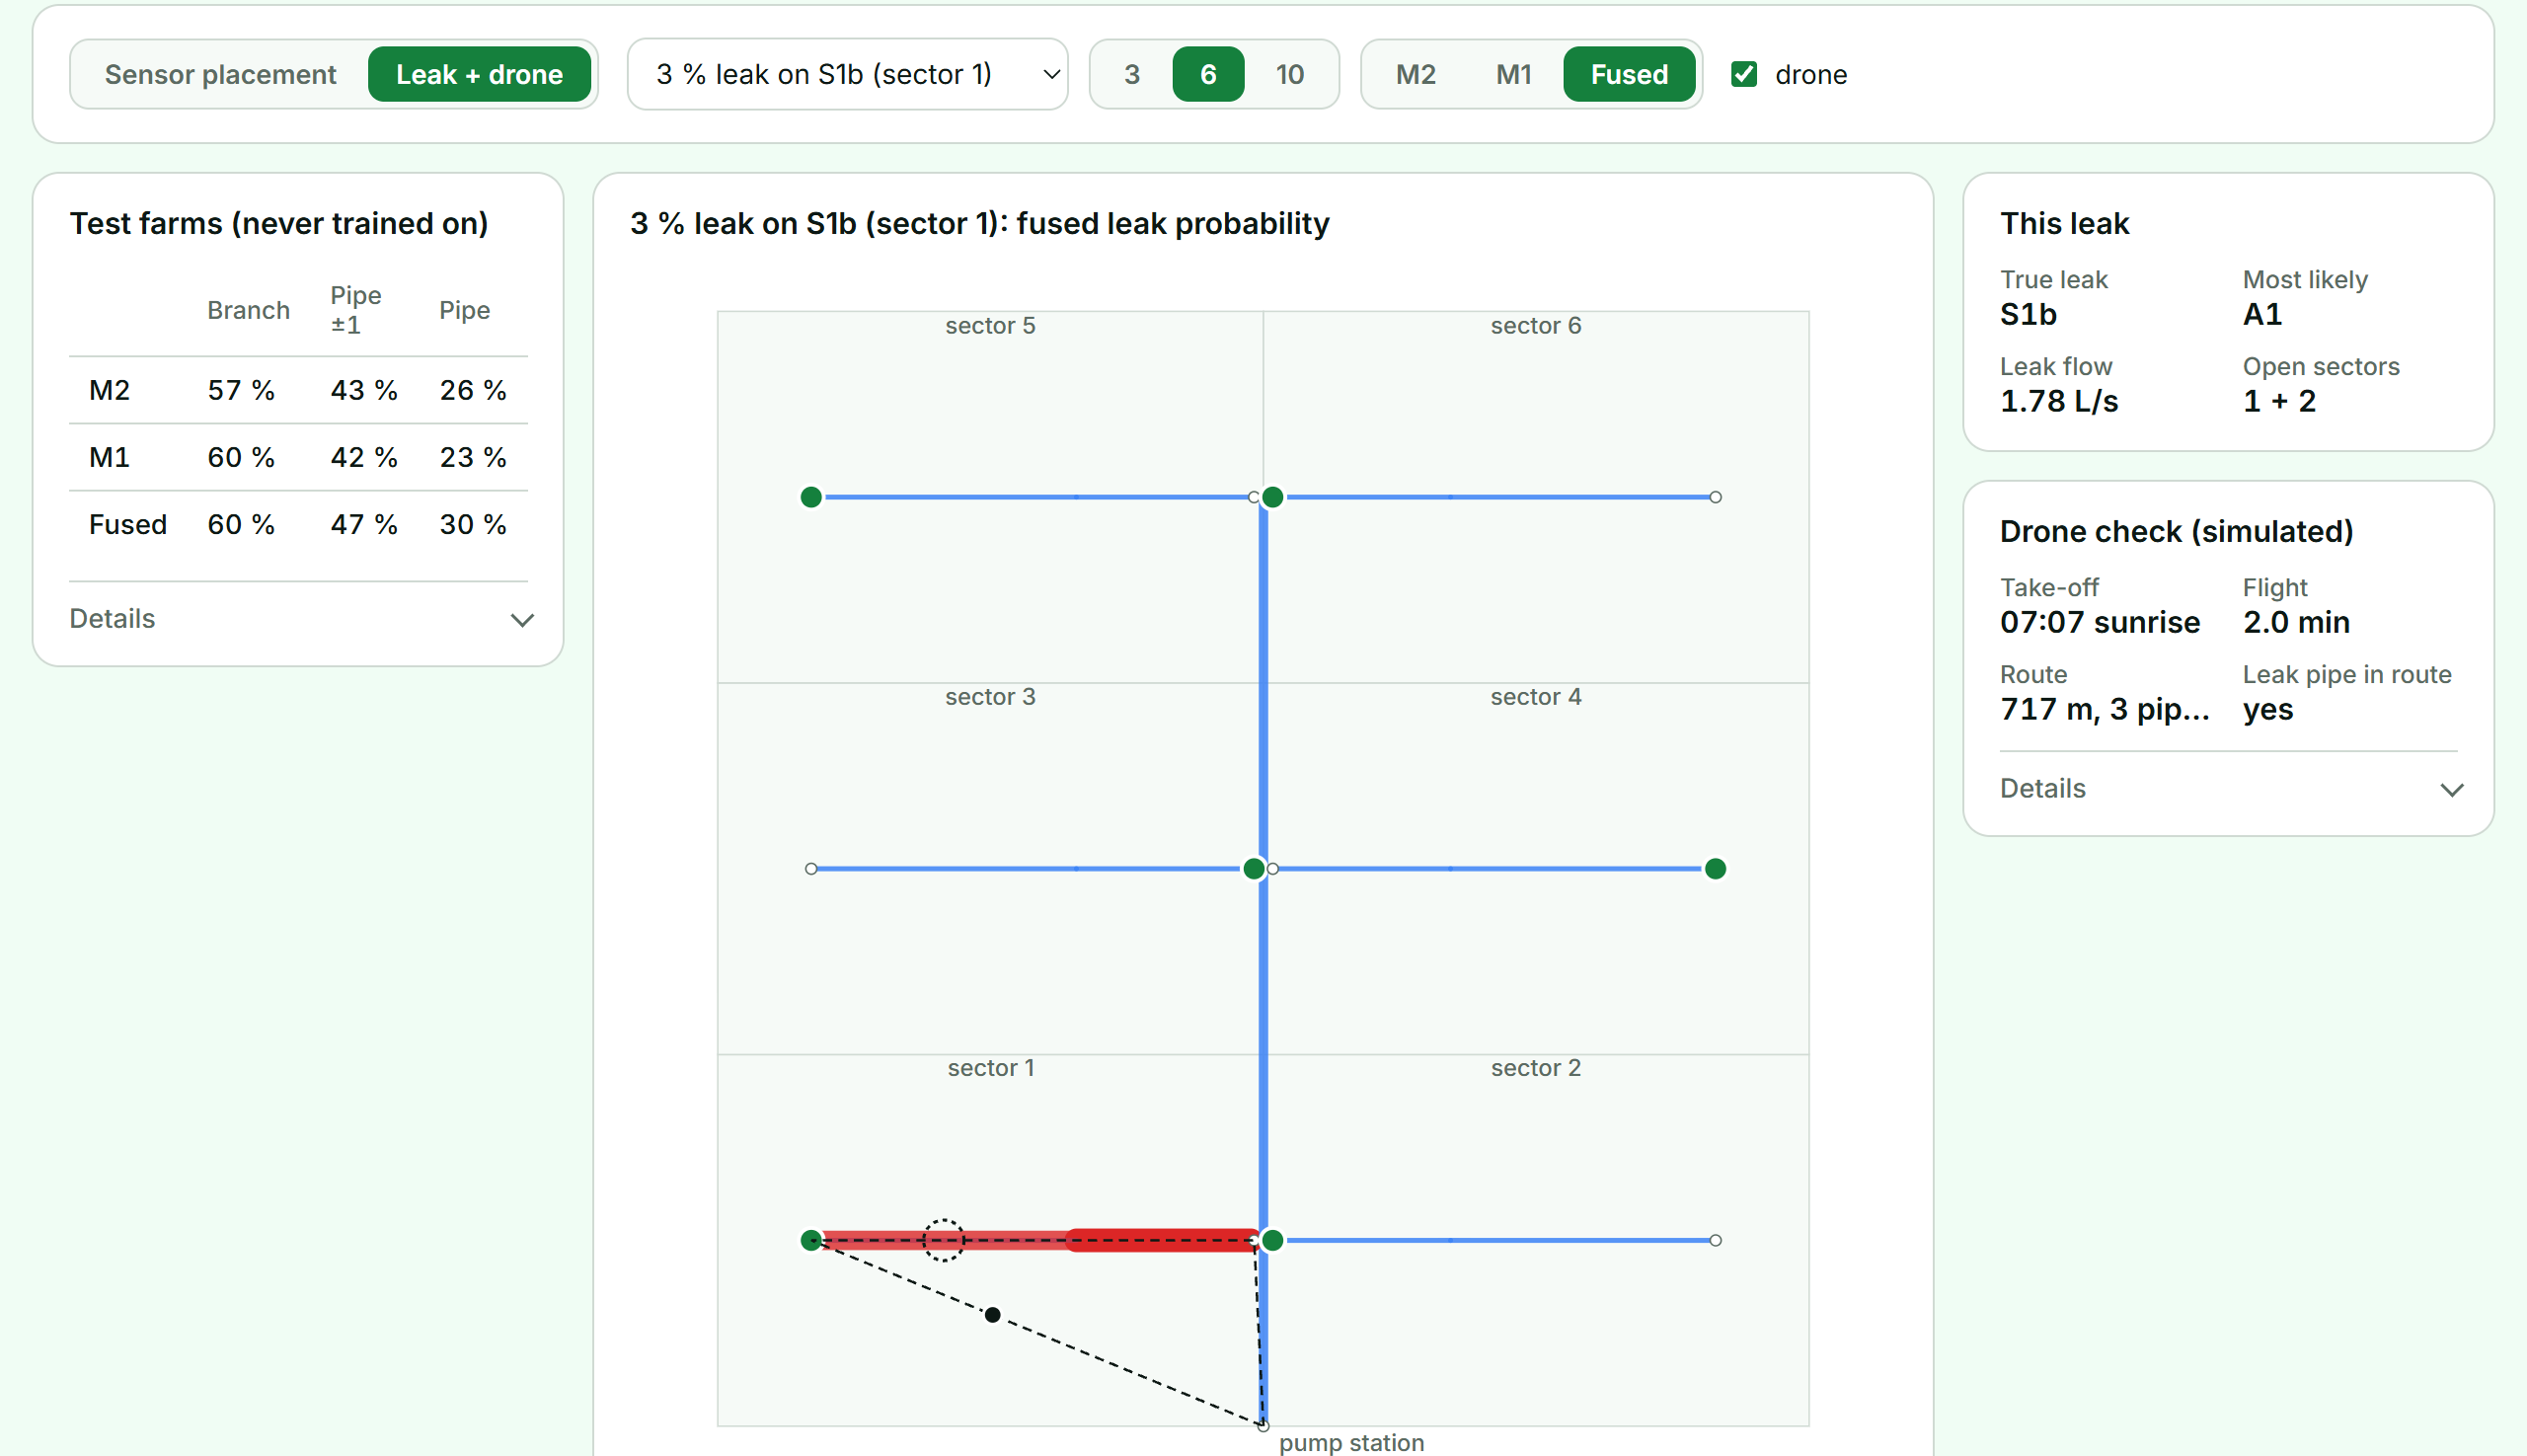 Sensor placement Leak + drone 3 % leak on S1b (sector 1) 3 6 10 M2 M1 Fused drone
Test farms (never trained on)
Branch Pipe ±1 Pipe
M2 57 % 43 % 26 %
M1 60 % 42 % 23 %
Fused 60 % 47 % 30 %
Details
3 % leak on S1b (sector 1): fused leak probability
sector 5 sector 6
sector 3 sector 4
sector 1 sector 2
pump station
This leak
True leak Most likely
S1b A1
Leak flow Open sectors
1.78 L/s 1 + 2
Drone check (simulated)
Take-off Flight
07:07 sunrise 2.0 min
Route Leak pipe in route
717 m, 3 pip... yes
Details